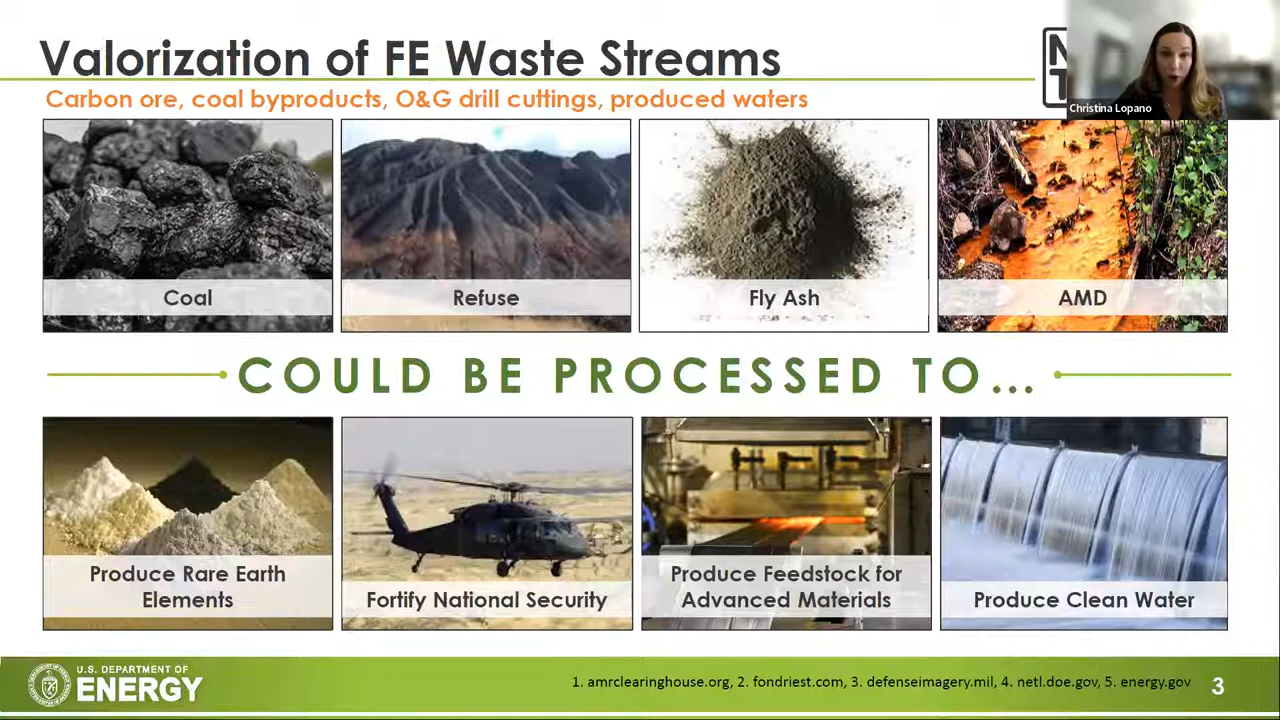 Valorization of FE Waste Streams
Carbon ore, coal byproducts, O&G drill cuttings, produced waters
Christina Lopano
Coal
Refuse
Fly Ash
AMD
COULD BE PROCESSED TO...
Produce Rare Earth
Elements
Fortify National Security
Produce Feedstock for
Advanced Materials
Produce Clean Water
U.S. DEPARTMENT OF
ENERGY
1. amrclearinghouse.org, 2. fondriest.com, 3. defenseimagery.mil, 4. netl.doe.gov, 5. energy.gov
3